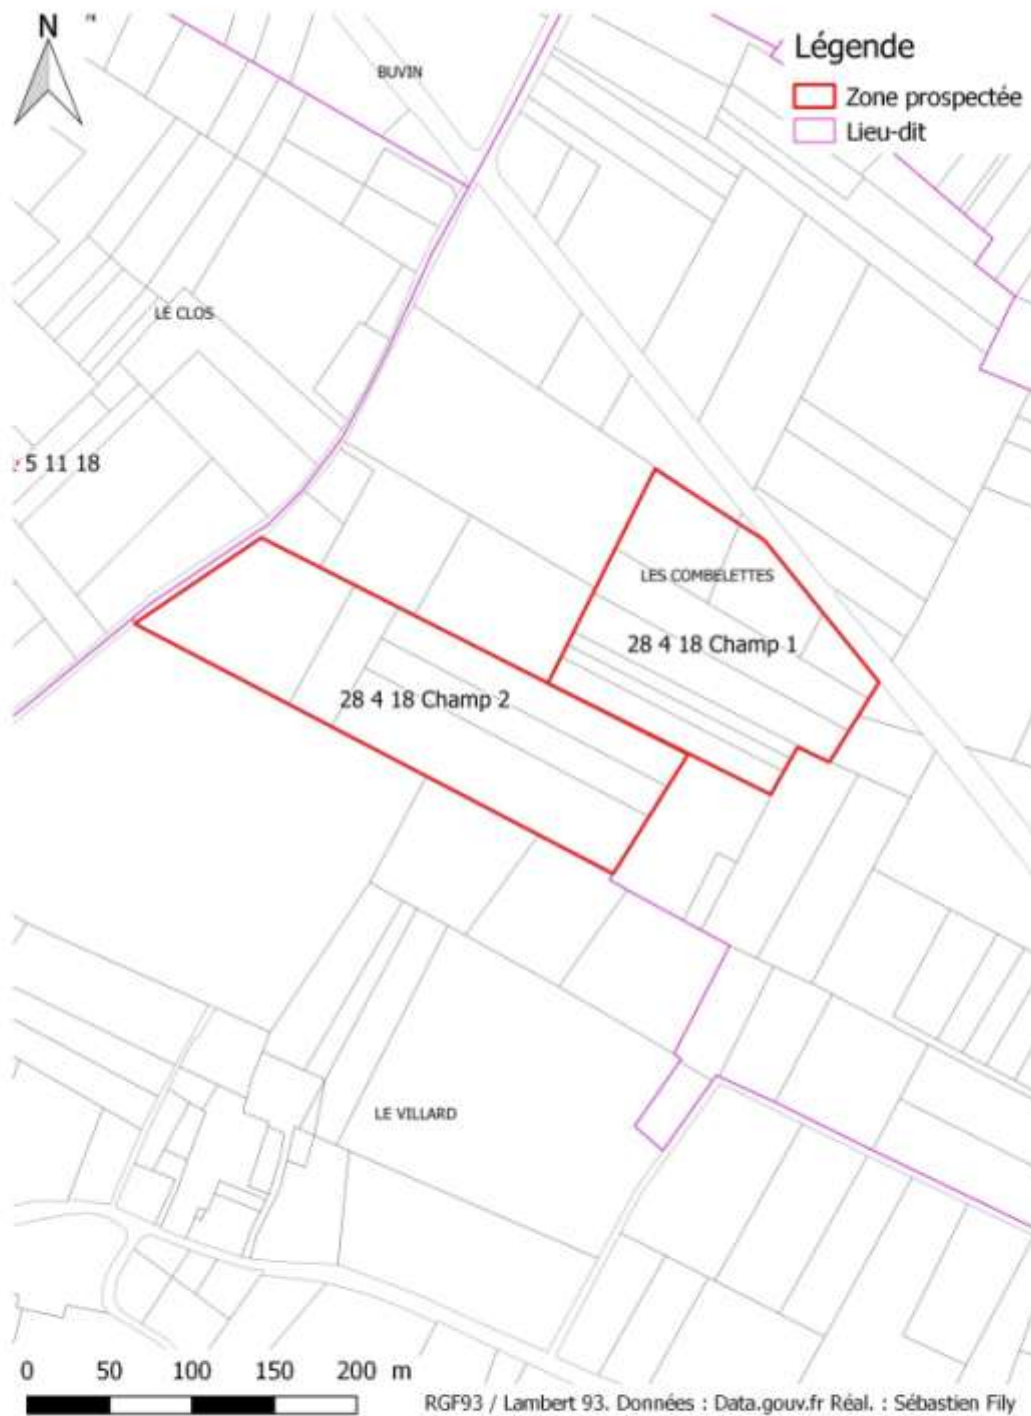 N
Légende
Zone prospectée
Lieu-dit
BUVIN
LE CLOS
5 11 18
LES COMBELETTES
28 4 18 Champ 1
28 4 18 Champ 2
LE VILLARD
0 50 100 150 200 m
RGF93 / Lambert 93. Données : Data.gouv.fr Réal. : Sébastien Fily